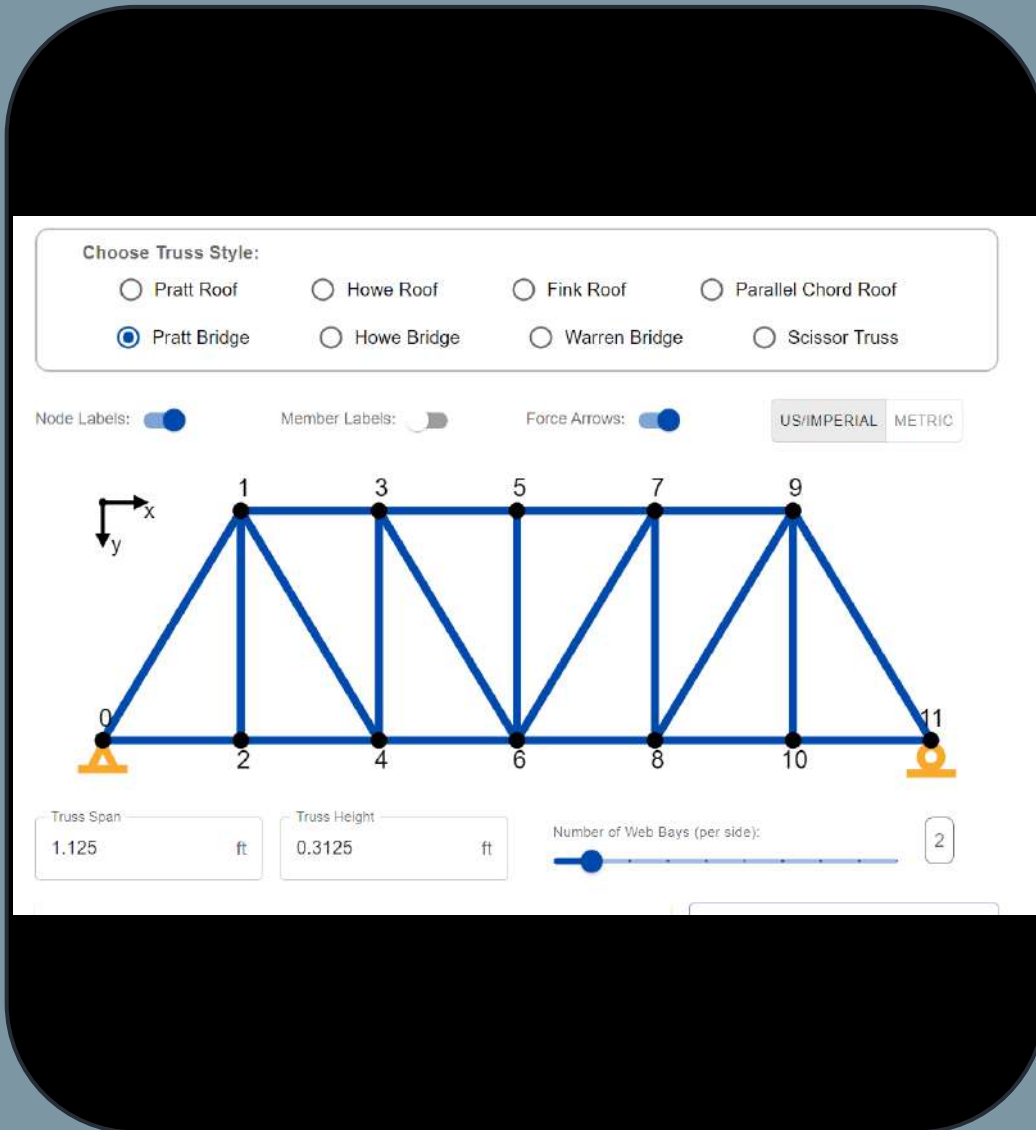 Choose Truss Style:
Pratt Roof Howe Roof Fink Roof Parallel Chord Roof
Pratt Bridge Howe Bridge Warren Bridge Scissor Truss
Node Labels: Member Labels: Force Arrows: US/IMPERIAL METRIC
1 3 5 7 9
x
y
0 11
2 4 6 8 10
Truss Span Truss Height
Number of Web Bays (per side): 2
1.125 ft 0.3125 ft